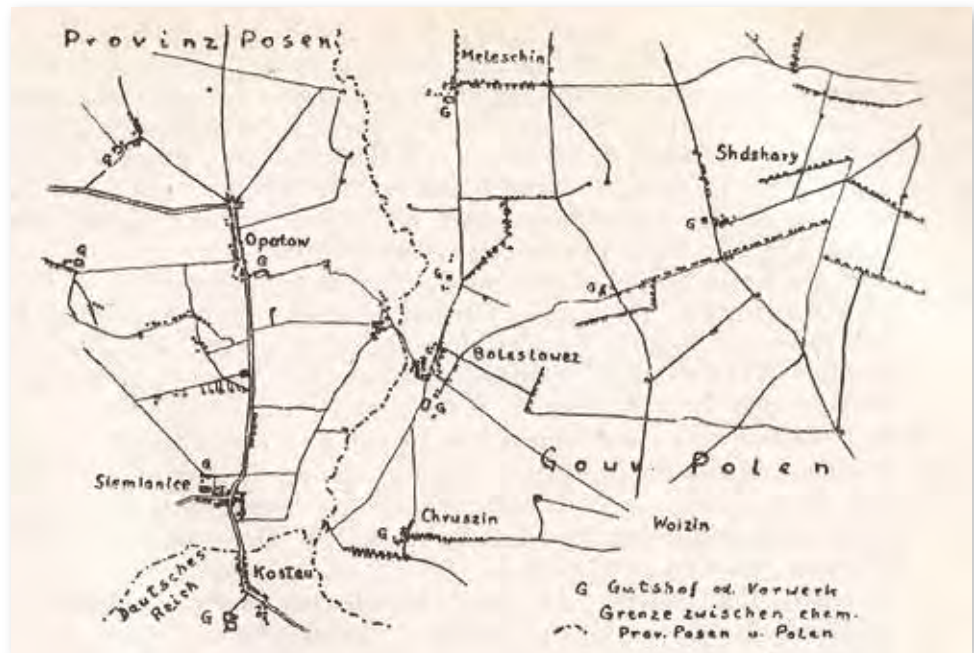 Provinz Posen
Meleschin
G
Shdshary
G
G
G
Opatow
G
G
G
G
Bolesławez
G
Gouv. Polen
G
Siemianice
Chruszin
G
Woizin
Deutsches
Reich
Kostau
G
G Gutshof od. Vorwerk
Grenze zwischen ehem.
Prov. Posen u. Polen